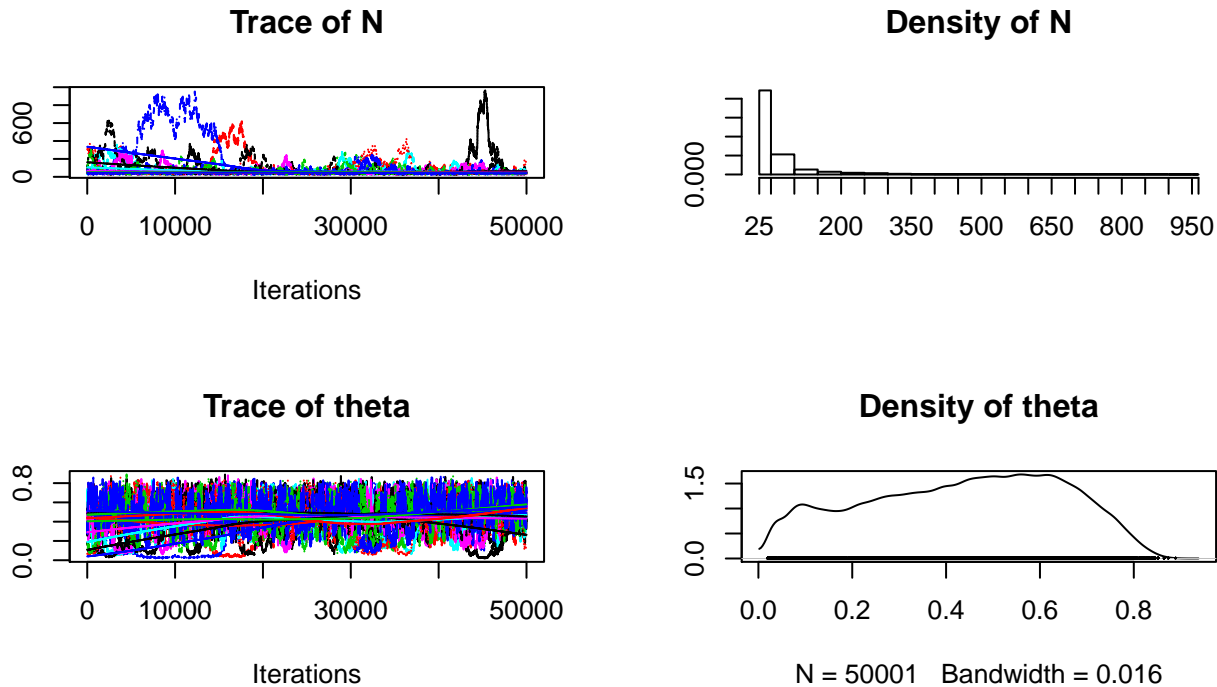 Trace of N
600
0
0 10000 30000 50000
Iterations
Density of N
0.000
25 200 350 500 650 800 950
Trace of theta
0.8
0.0
0 10000 30000 50000
Iterations
Density of theta
1.5
0.0
0.0 0.2 0.4 0.6 0.8
N = 50001 Bandwidth = 0.016